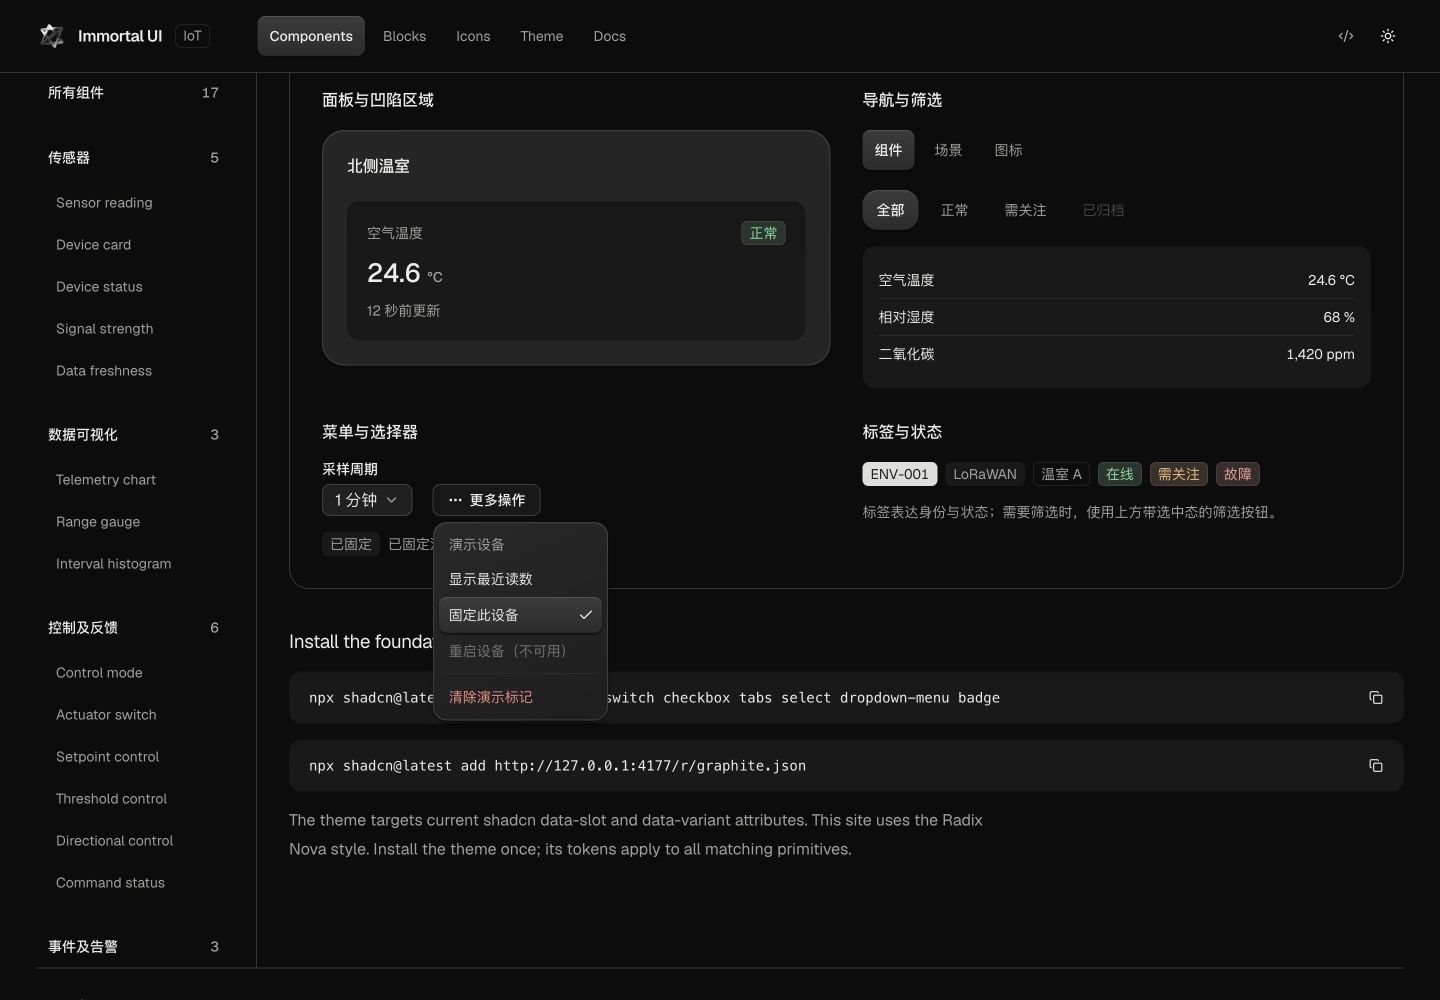 Immortal UI IoT Components Blocks Icons Theme Docs
所有组件 17
传感器 5
Sensor reading
Device card
Device status
Signal strength
Data freshness
数据可视化 3
Telemetry chart
Range gauge
Interval histogram
控制及反馈 6
Control mode
Actuator switch
Setpoint control
Threshold control
Directional control
Command status
事件及告警 3
面板与凹陷区域
北侧温室
空气温度 正常
24.6 °C
12 秒前更新
导航与筛选
组件 场景 图标
全部 正常 需关注 已归档
空气温度 24.6 °C
相对湿度 68 %
二氧化碳 1,420 ppm
菜单与选择器
采样周期
1 分钟 更多操作
已固定 已固定
演示设备
显示最近读数
固定此设备
重启设备（不可用）
清除演示标记
标签与状态
ENV-001 LoRaWAN 温室 A 在线 需关注 故障
标签表达身份与状态；需要筛选时，使用上方带选中态的筛选按钮。
Install the founda
npx shadcn@late switch checkbox tabs select dropdown-menu badge
npx shadcn@latest add http://127.0.0.1:4177/r/graphite.json
The theme targets current shadcn data-slot and data-variant attributes. This site uses the Radix
Nova style. Install the theme once; its tokens apply to all matching primitives.